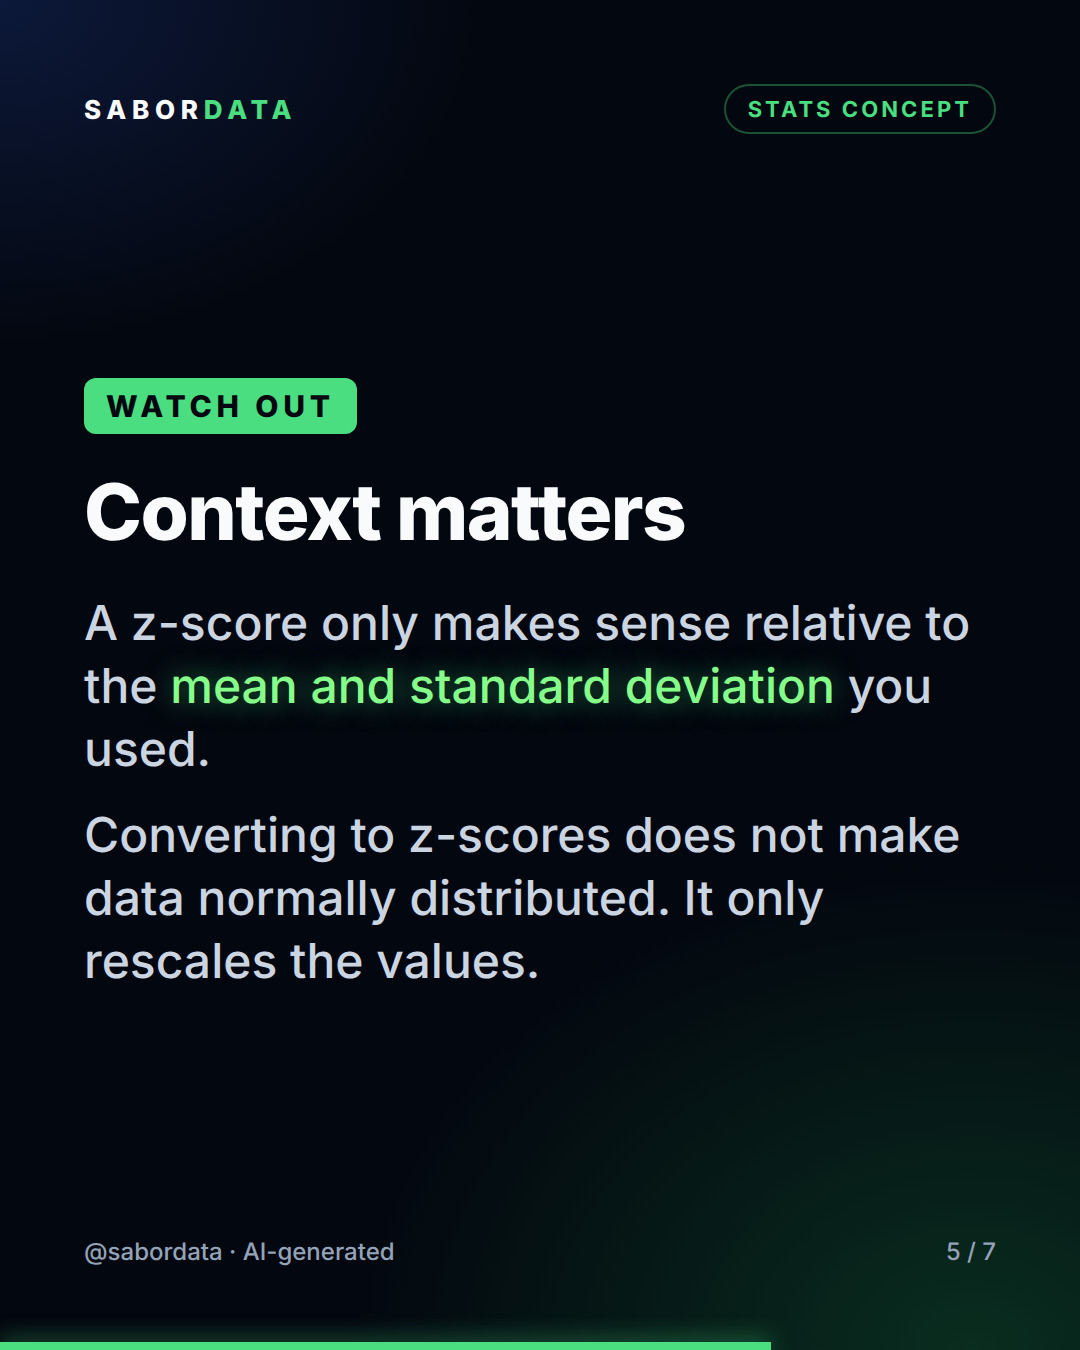 SABORDATA
STATS CONCEPT
WATCH OUT
Context matters
A z-score only makes sense relative to
the mean and standard deviation you
used.
Converting to z-scores does not make
data normally distributed. It only
rescales the values.
@sabordata · AI-generated
5 / 7